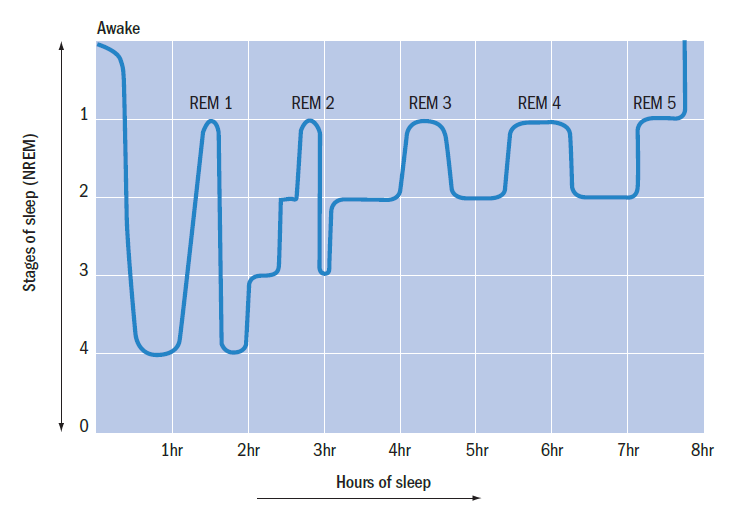 Awake
REM 1 REM 2 REM 3 REM 4 REM 5
1
2
3
4
0
Stages of sleep (NREM)
1hr 2hr 3hr 4hr 5hr 6hr 7hr 8hr
Hours of sleep